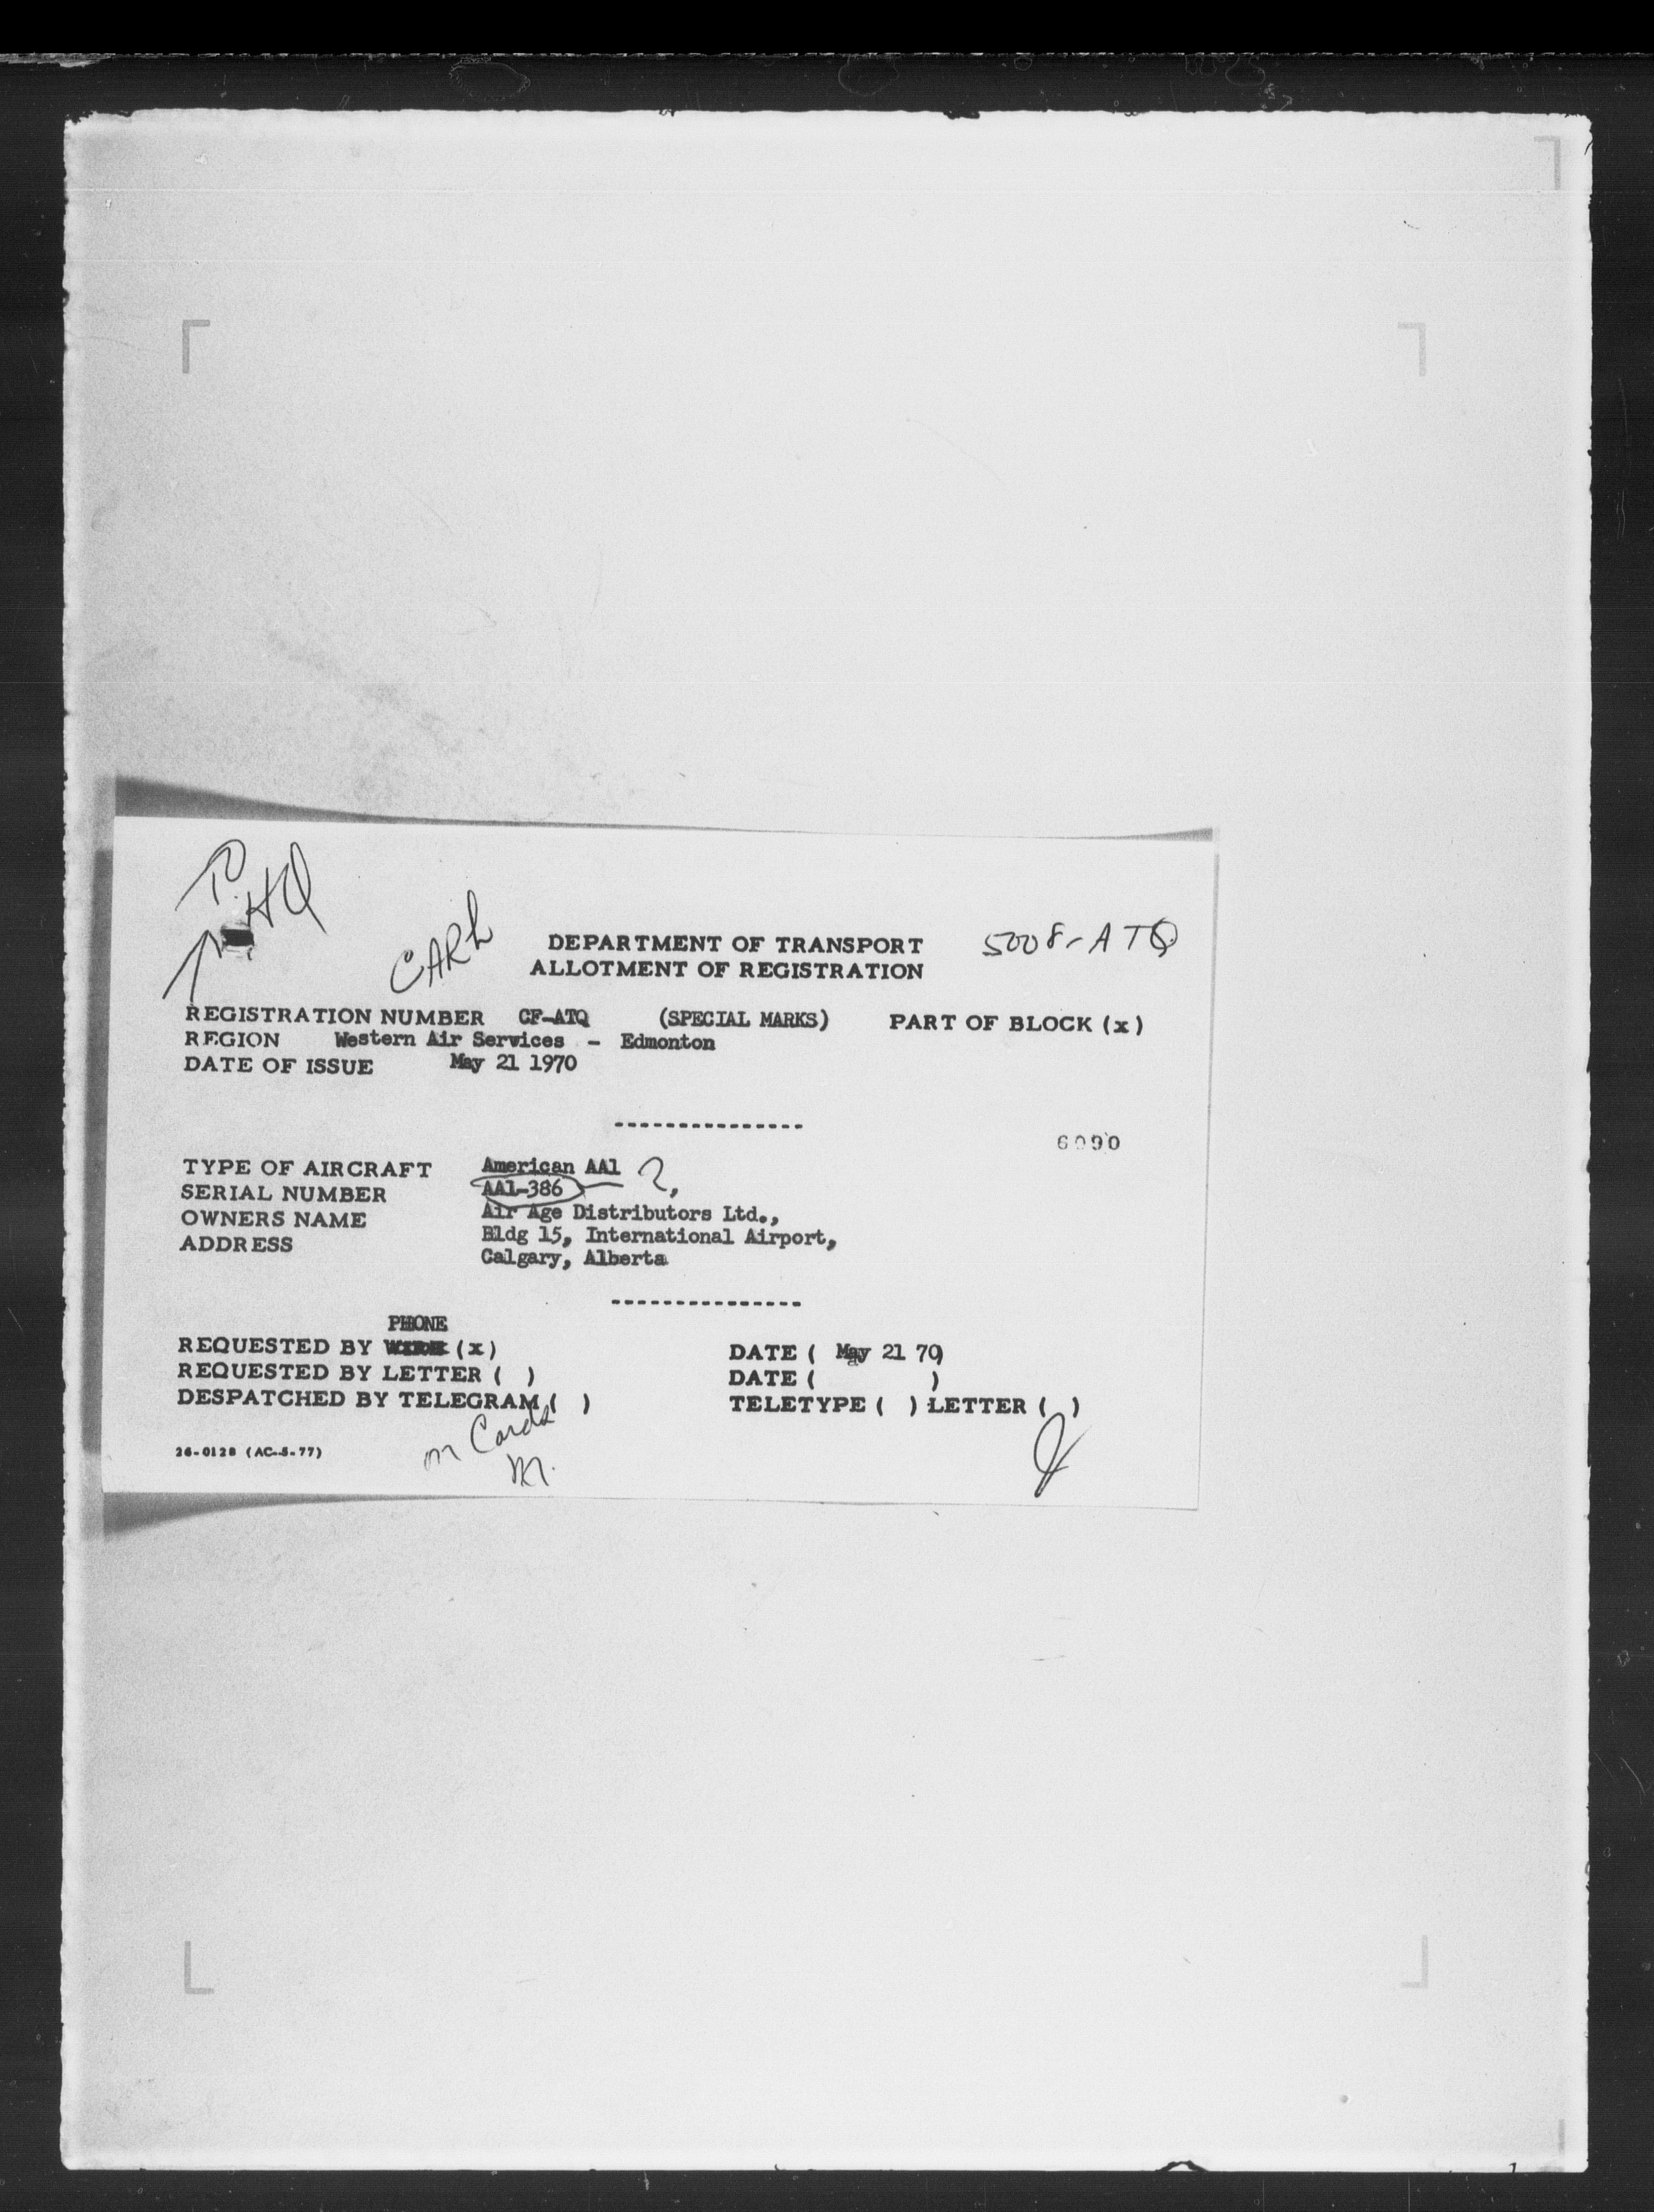 TO
HQ
CARL
DEPARTMENT OF TRANSPORT
5008-ATQ
ALLOTMENT OF REGISTRATION
REGISTRATION NUMBER CF-ATQ (SPECIAL MARKS) PART OF BLOCK (x)
REGION Western Air Services - Edmonton
DATE OF ISSUE May 21 1970
---------------
6090
TYPE OF AIRCRAFT American AA1
SERIAL NUMBER AA1-386 - ?
OWNERS NAME Air Age Distributors Ltd.,
ADDRESS Bldg 15, International Airport,
Calgary, Alberta
---------------
PHONE
REQUESTED BY (x) DATE ( May 21 70)
REQUESTED BY LETTER ( ) DATE ( )
DESPATCHED BY TELEGRAM ( ) TELETYPE ( ) LETTER ( )
on Cards
M.
26-0128 (AC-5-77)